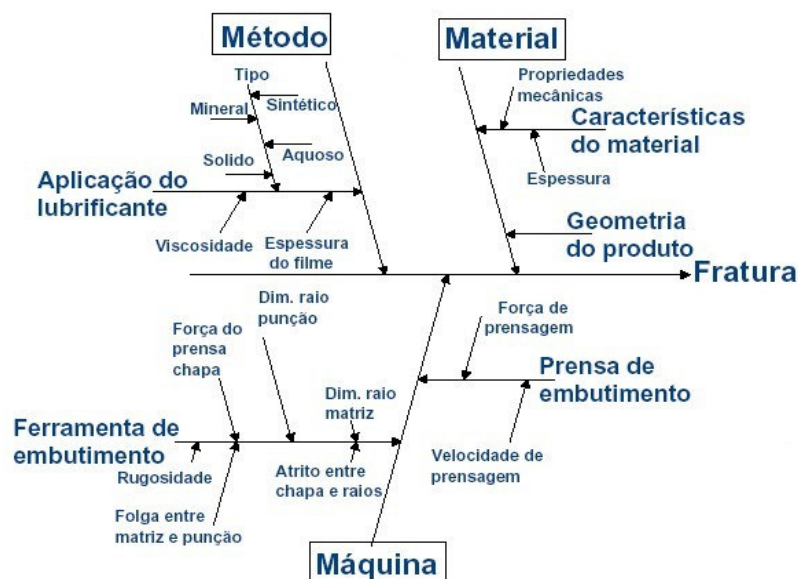 Método
Material
Tipo
Sintético
Mineral
Aquoso
Solido
Aplicação do
lubrificante
Viscosidade
Espessura
do filme
Propriedades
mecânicas
Características
do material
Espessura
Geometria
do produto
Fratura
Dim. raio
punção
Força do
prensa
chapa
Dim. raio
matriz
Ferramenta de
embutimento
Rugosidade
Atrito entre
chapa e raios
Folga entre
matriz e punção
Força de
prensagem
Prensa de
embutimento
Velocidade de
prensagem
Máquina